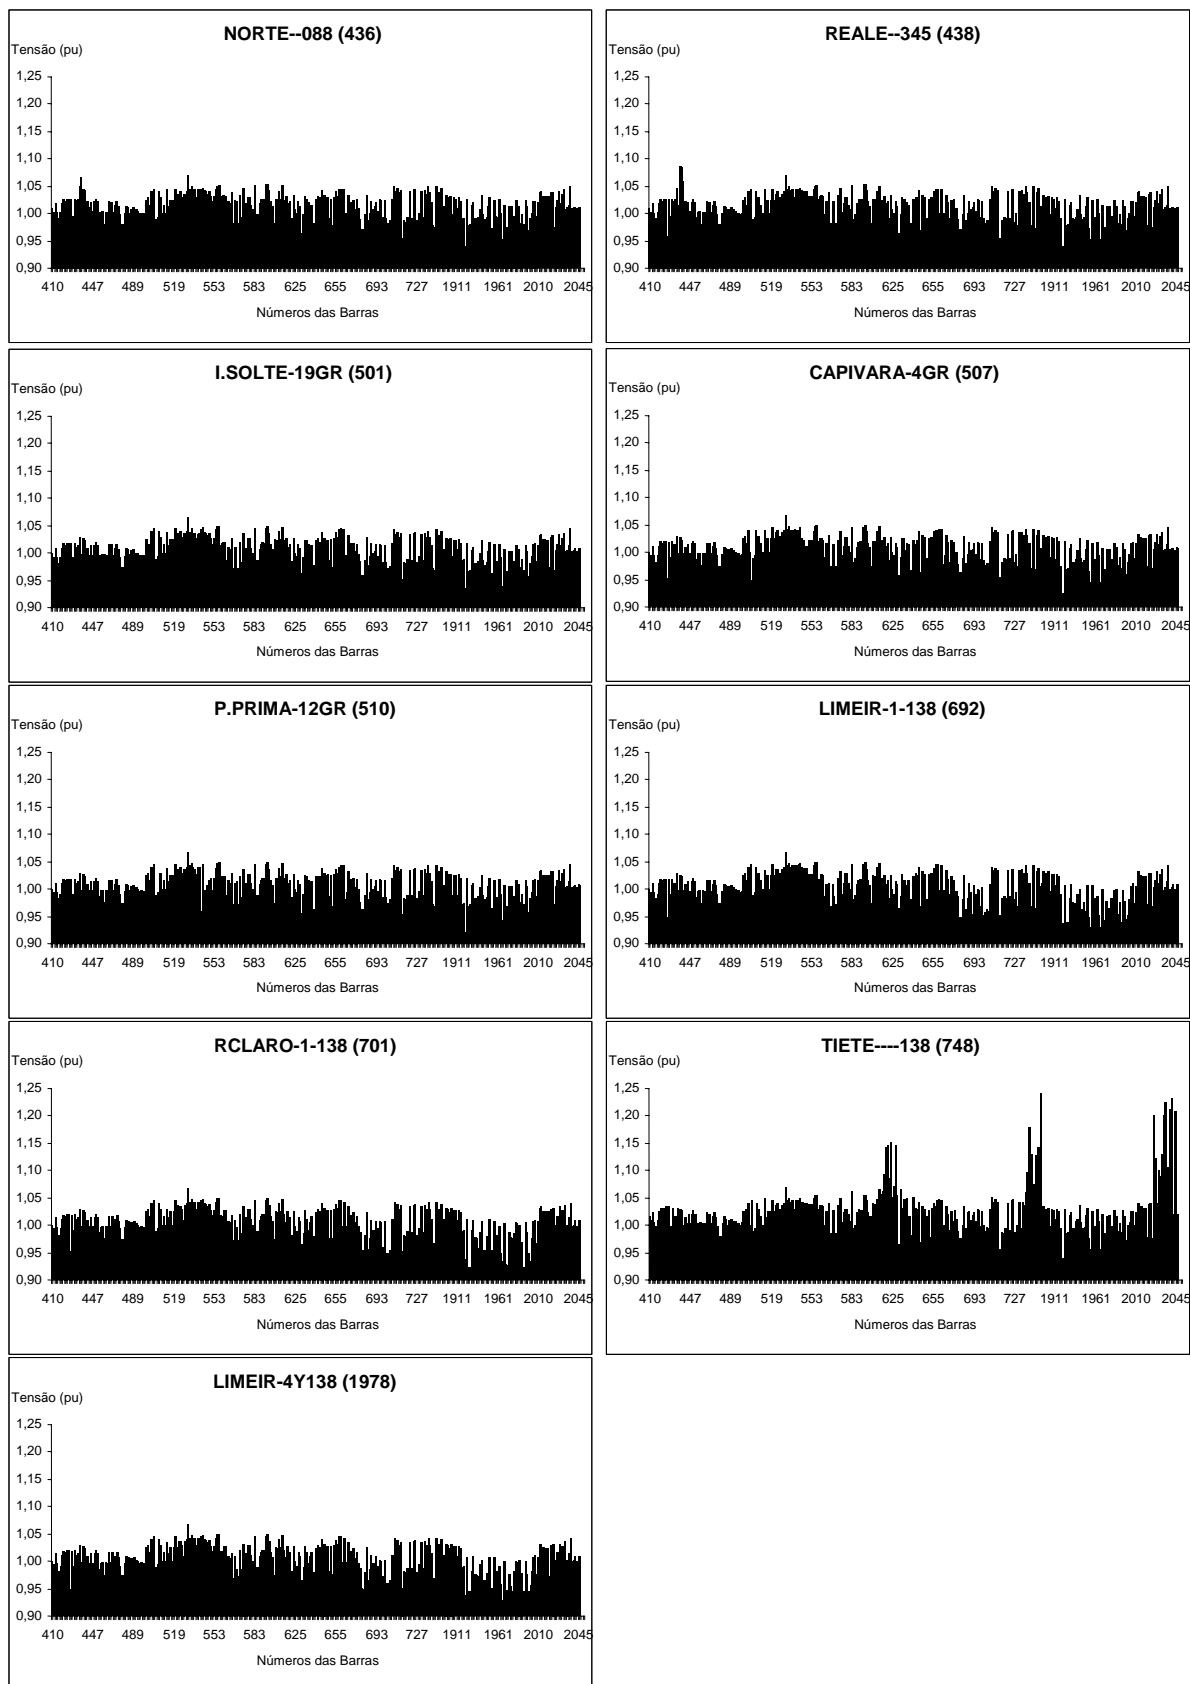 NORTE--088 (436)
Tensão (pu)
1,25
1,20
1,15
1,10
1,05
1,00
0,95
0,90
410 447 489 519 553 583 625 655 693 727 1911 1961 2010 2045
Números das Barras
REALE--345 (438)
Tensão (pu)
1,25
1,20
1,15
1,10
1,05
1,00
0,95
0,90
410 447 489 519 553 583 625 655 693 727 1911 1961 2010 2045
Números das Barras
I.SOLTE-19GR (501)
Tensão (pu)
1,25
1,20
1,15
1,10
1,05
1,00
0,95
0,90
410 447 489 519 553 583 625 655 693 727 1911 1961 2010 2045
Números das Barras
CAPIVARA-4GR (507)
Tensão (pu)
1,25
1,20
1,15
1,10
1,05
1,00
0,95
0,90
410 447 489 519 553 583 625 655 693 727 1911 1961 2010 2045
Números das Barras
P.PRIMA-12GR (510)
Tensão (pu)
1,25
1,20
1,15
1,10
1,05
1,00
0,95
0,90
410 447 489 519 553 583 625 655 693 727 1911 1961 2010 2045
Números das Barras
LIMEIR-1-138 (692)
Tensão (pu)
1,25
1,20
1,15
1,10
1,05
1,00
0,95
0,90
410 447 489 519 553 583 625 655 693 727 1911 1961 2010 2045
Números das Barras
RCLARO-1-138 (701)
Tensão (pu)
1,25
1,20
1,15
1,10
1,05
1,00
0,95
0,90
410 447 489 519 553 583 625 655 693 727 1911 1961 2010 2045
Números das Barras
TIETE----138 (748)
Tensão (pu)
1,25
1,20
1,15
1,10
1,05
1,00
0,95
0,90
410 447 489 519 553 583 625 655 693 727 1911 1961 2010 2045
Números das Barras
LIMEIR-4Y138 (1978)
Tensão (pu)
1,25
1,20
1,15
1,10
1,05
1,00
0,95
0,90
410 447 489 519 553 583 625 655 693 727 1911 1961 2010 2045
Números das Barras